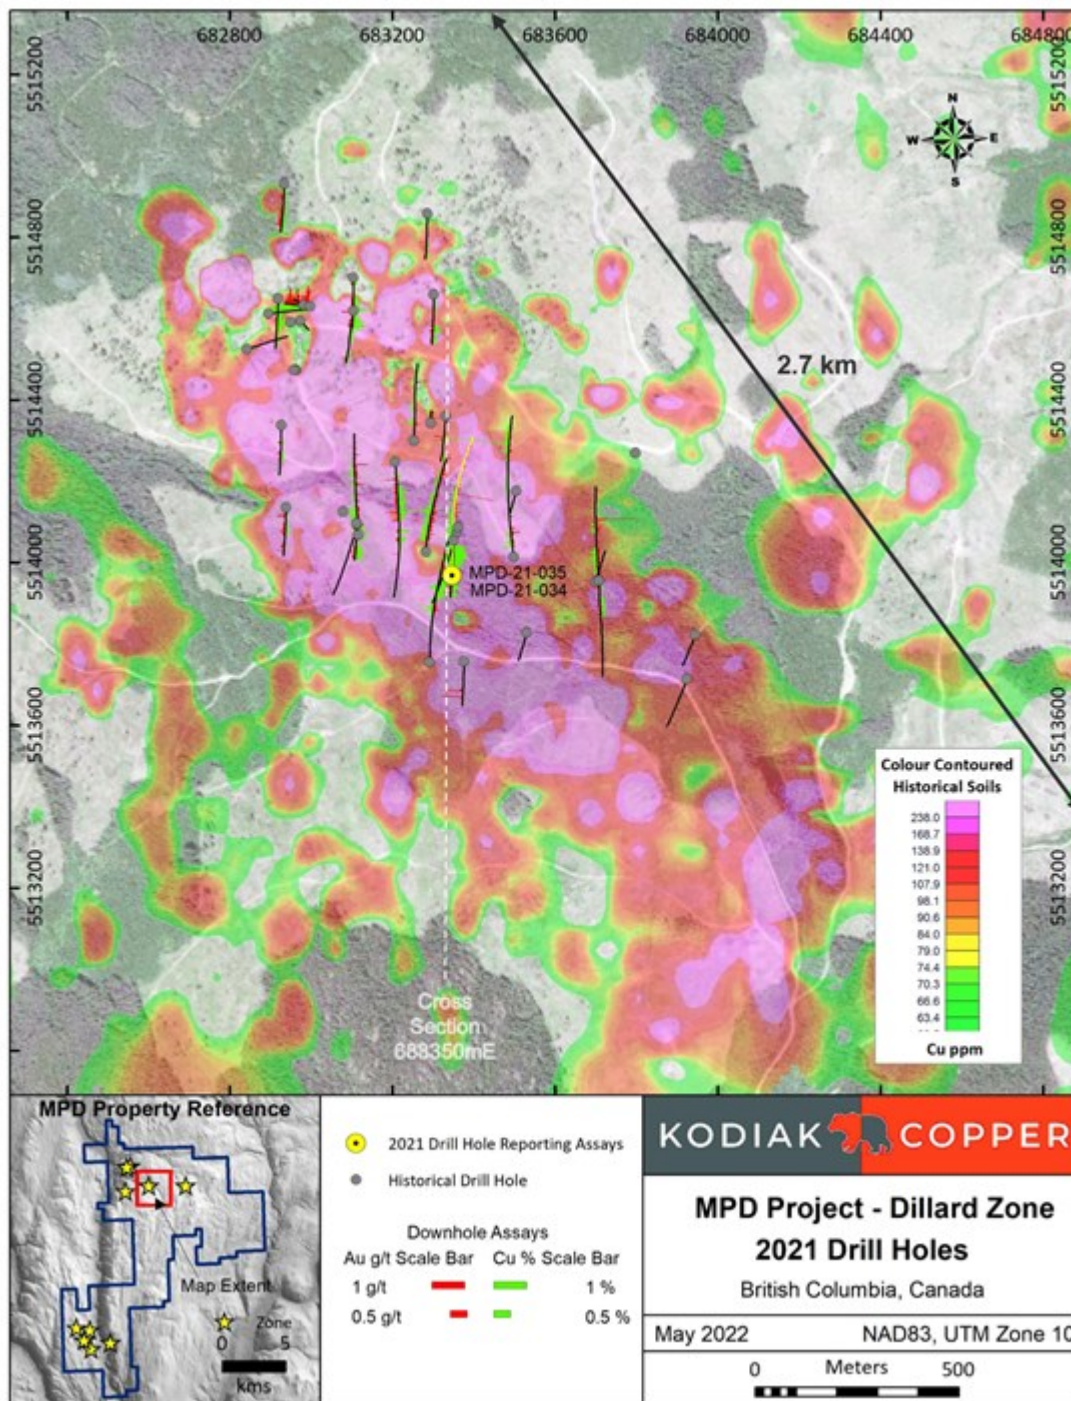 682800 683200 683600 684000 684400 684800
5515200
5514800
5514400
5514000
5513600
5513200
5515200
5514400
5514000
5513600
5513200
N
W E
S
2.7 km
MPD-21-035
MPD-21-034
Cross
Section
688350mE
Colour Contoured
Historical Soils
238.0
168.7
138.9
121.0
107.9
98.1
90.6
84.0
79.0
74.4
70.3
66.6
63.4
Cu ppm
MPD Property Reference
Map Extent
Zone
0 5
kms
2021 Drill Hole Reporting Assays
Historical Drill Hole
Downhole Assays
Au g/t Scale Bar Cu % Scale Bar
1 g/t 1 %
0.5 g/t 0.5 %
KODIAK COPPER
MPD Project - Dillard Zone
2021 Drill Holes
British Columbia, Canada
May 2022 NAD83, UTM Zone 10
0 Meters 500